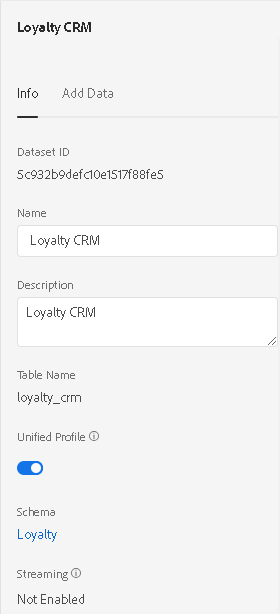 Loyalty CRM
Info Add Data
Dataset ID
5c932b9defc10e1517f88fe5
Name
Loyalty CRM
Description
Loyalty CRM
Table Name
loyalty_crm
Unified Profile
Schema
Loyalty
Streaming
Not Enabled